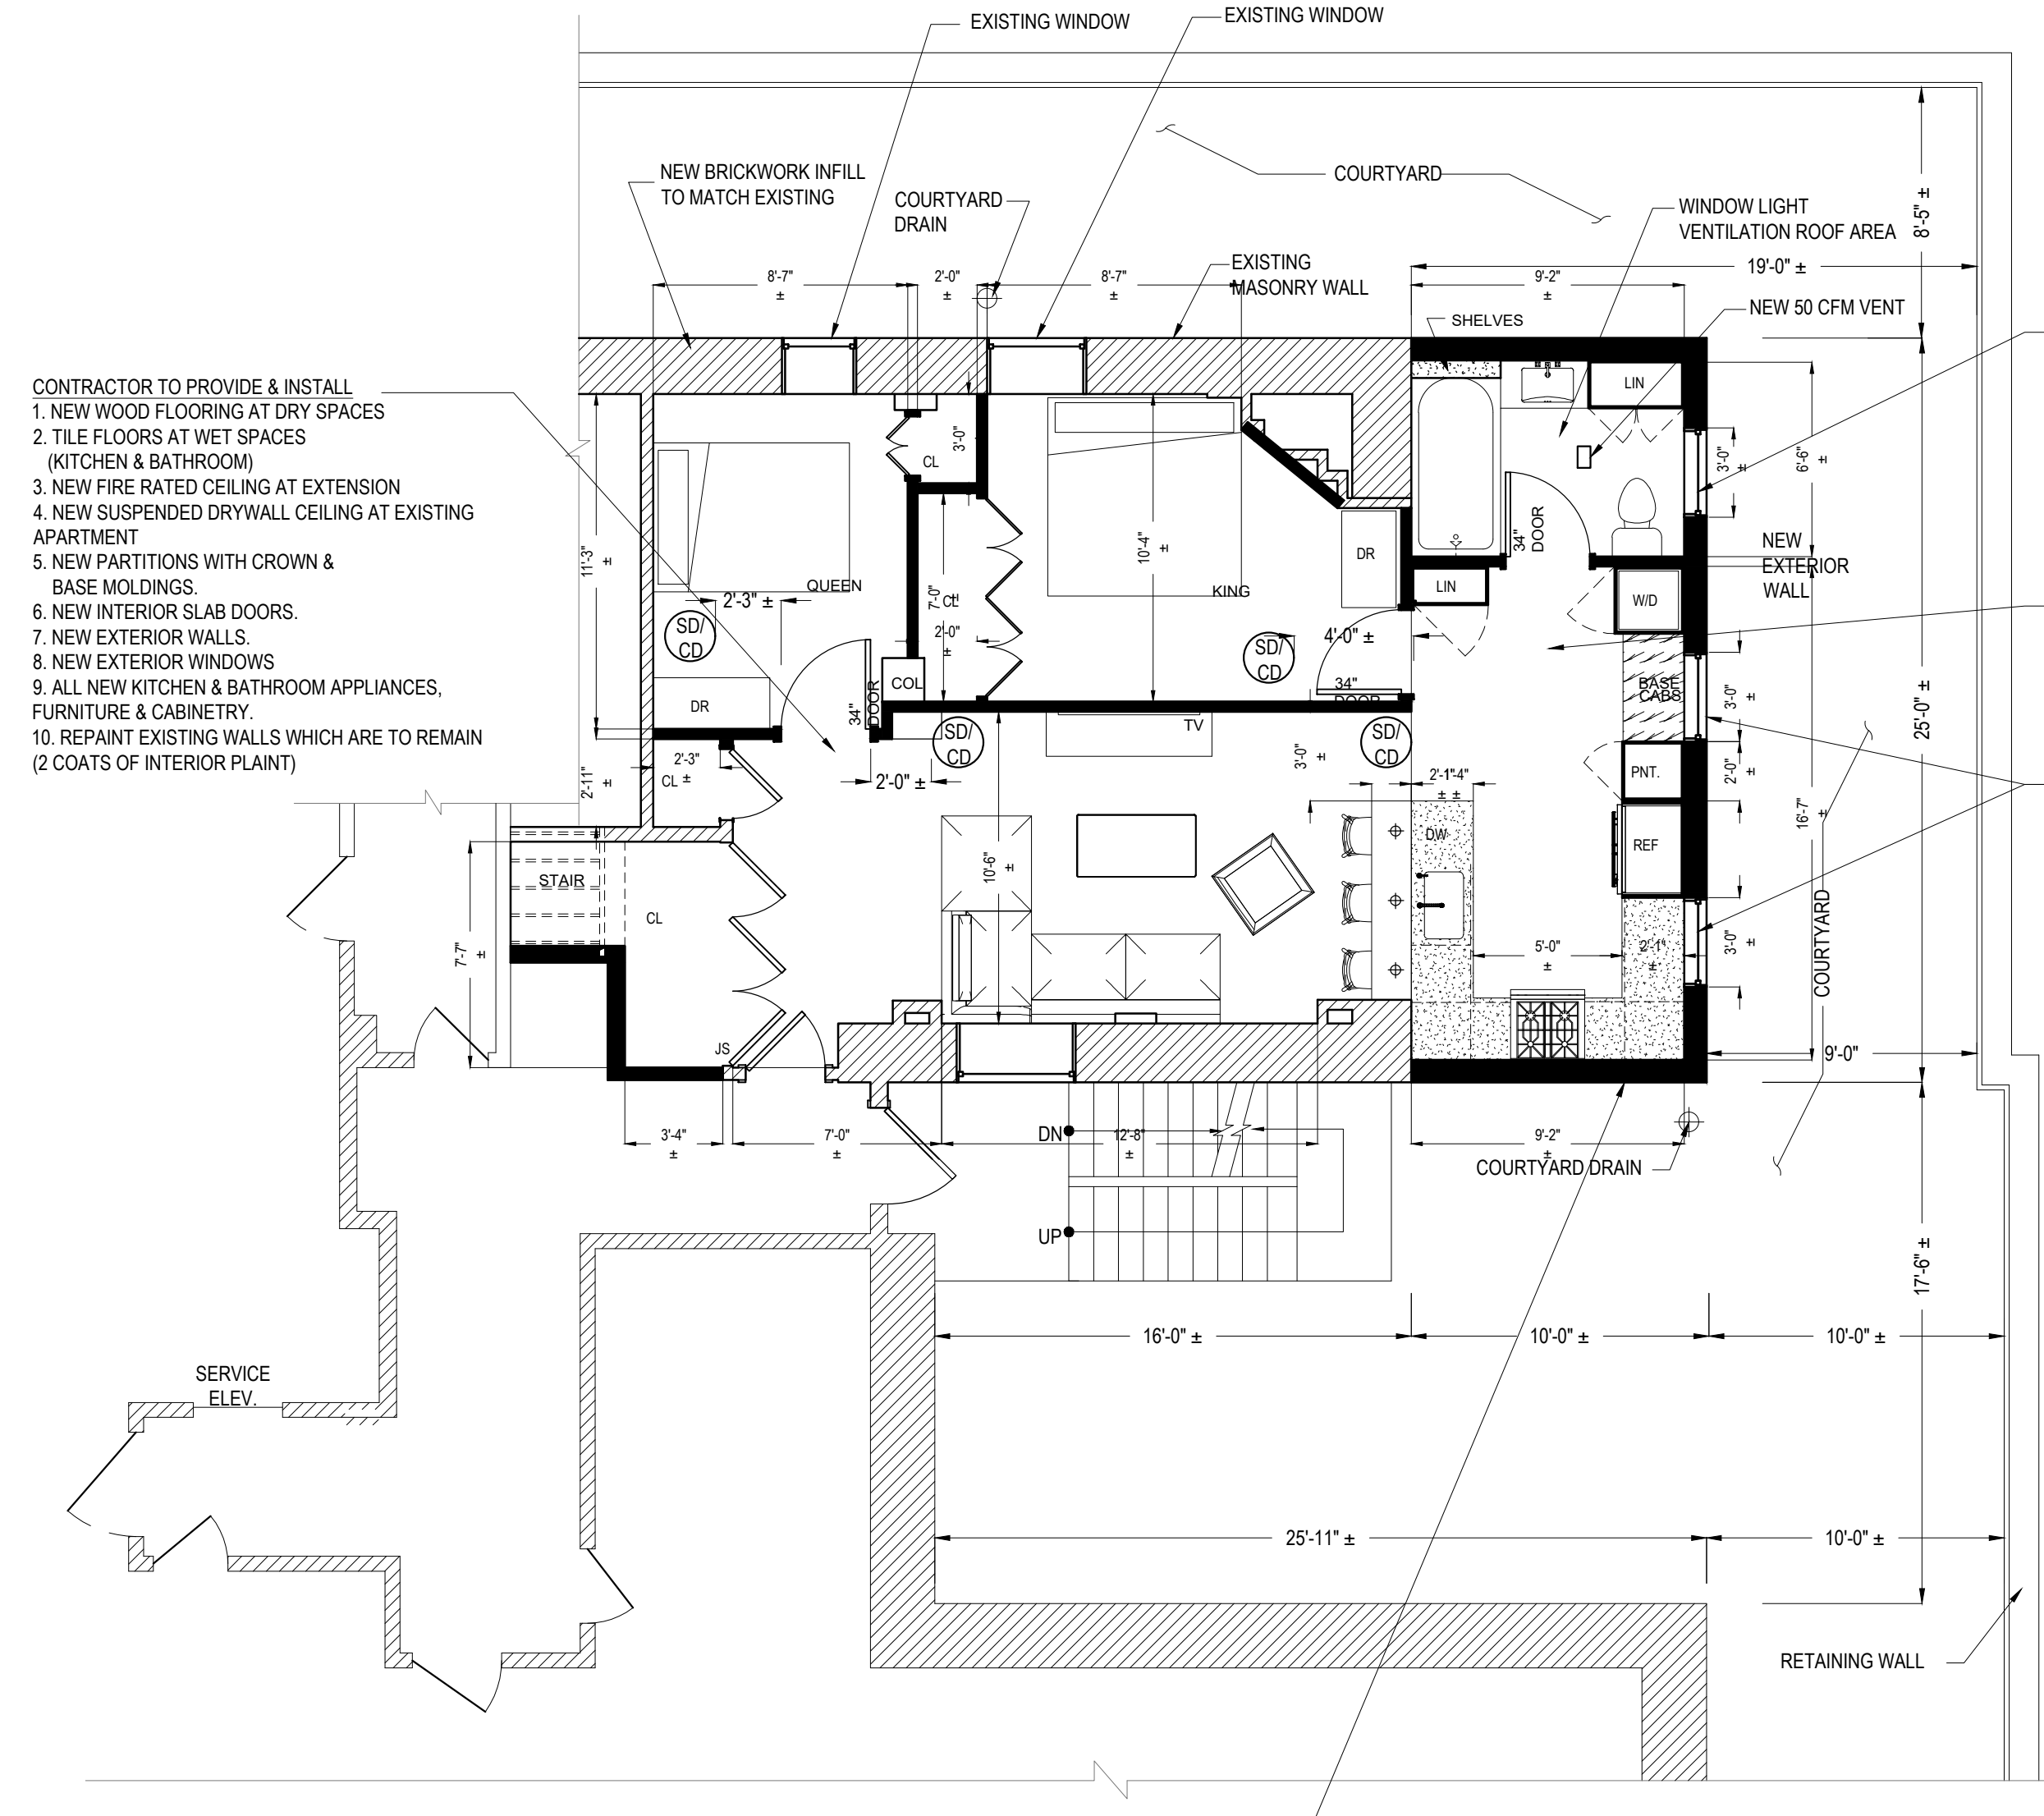 EXISTING WINDOW
EXISTING WINDOW
NEW BRICKWORK INFILL
TO MATCH EXISTING
COURTYARD
DRAIN
COURTYARD
WINDOW LIGHT
VENTILATION ROOF AREA
8'-5" ±
EXISTING
MASONRY WALL
19'-0" ±
8'-7"
±
2'-0"
±
8'-7"
±
9'-2"
±
NEW 50 CFM VENT
SHELVES
CONTRACTOR TO PROVIDE & INSTALL
1. NEW WOOD FLOORING AT DRY SPACES
2. TILE FLOORS AT WET SPACES
(KITCHEN & BATHROOM)
3. NEW FIRE RATED CEILING AT EXTENSION
4. NEW SUSPENDED DRYWALL CEILING AT EXISTING
APARTMENT
5. NEW PARTITIONS WITH CROWN &
BASE MOLDINGS.
6. NEW INTERIOR SLAB DOORS.
7. NEW EXTERIOR WALLS.
8. NEW EXTERIOR WINDOWS
9. ALL NEW KITCHEN & BATHROOM APPLIANCES,
FURNITURE & CABINETRY.
10. REPAINT EXISTING WALLS WHICH ARE TO REMAIN
(2 COATS OF INTERIOR PLAINT)
LIN
3'-0"
±
CL
3'-0"
±
6'-6"
±
11'-3"
±
10'-4"
±
DR
34"
DOOR
NEW
EXTERIOR
WALL
QUEEN
2'-3" ±
7'-0"
±
CL
KING
LIN
W/D
SD/
CD
2'-0"
±
SD/
CD
4'-0" ±
COL
34"
DOOR
34"
DOOR
BASE
CABS
3'-0"
±
25'-0" ±
DR
SD/
CD
TV
SD/
CD
2'-3"
±
CL
2'-11"
±
2'-0" ±
3'-0"
±
2'-1"
±
1'-4"
±
PNT.
2'-0"
±
16'-7"
±
DW
REF
10'-6"
±
STAIR
CL
7'-7"
±
5'-0"
±
2'-1"
±
3'-0"
±
COURTYARD
JS
9'-0"
3'-4"
±
7'-0"
±
DN
12'-8"
±
9'-2"
±
COURTYARD DRAIN
UP
17'-6" ±
16'-0" ±
10'-0" ±
10'-0" ±
SERVICE
ELEV.
25'-11" ±
10'-0" ±
RETAINING WALL